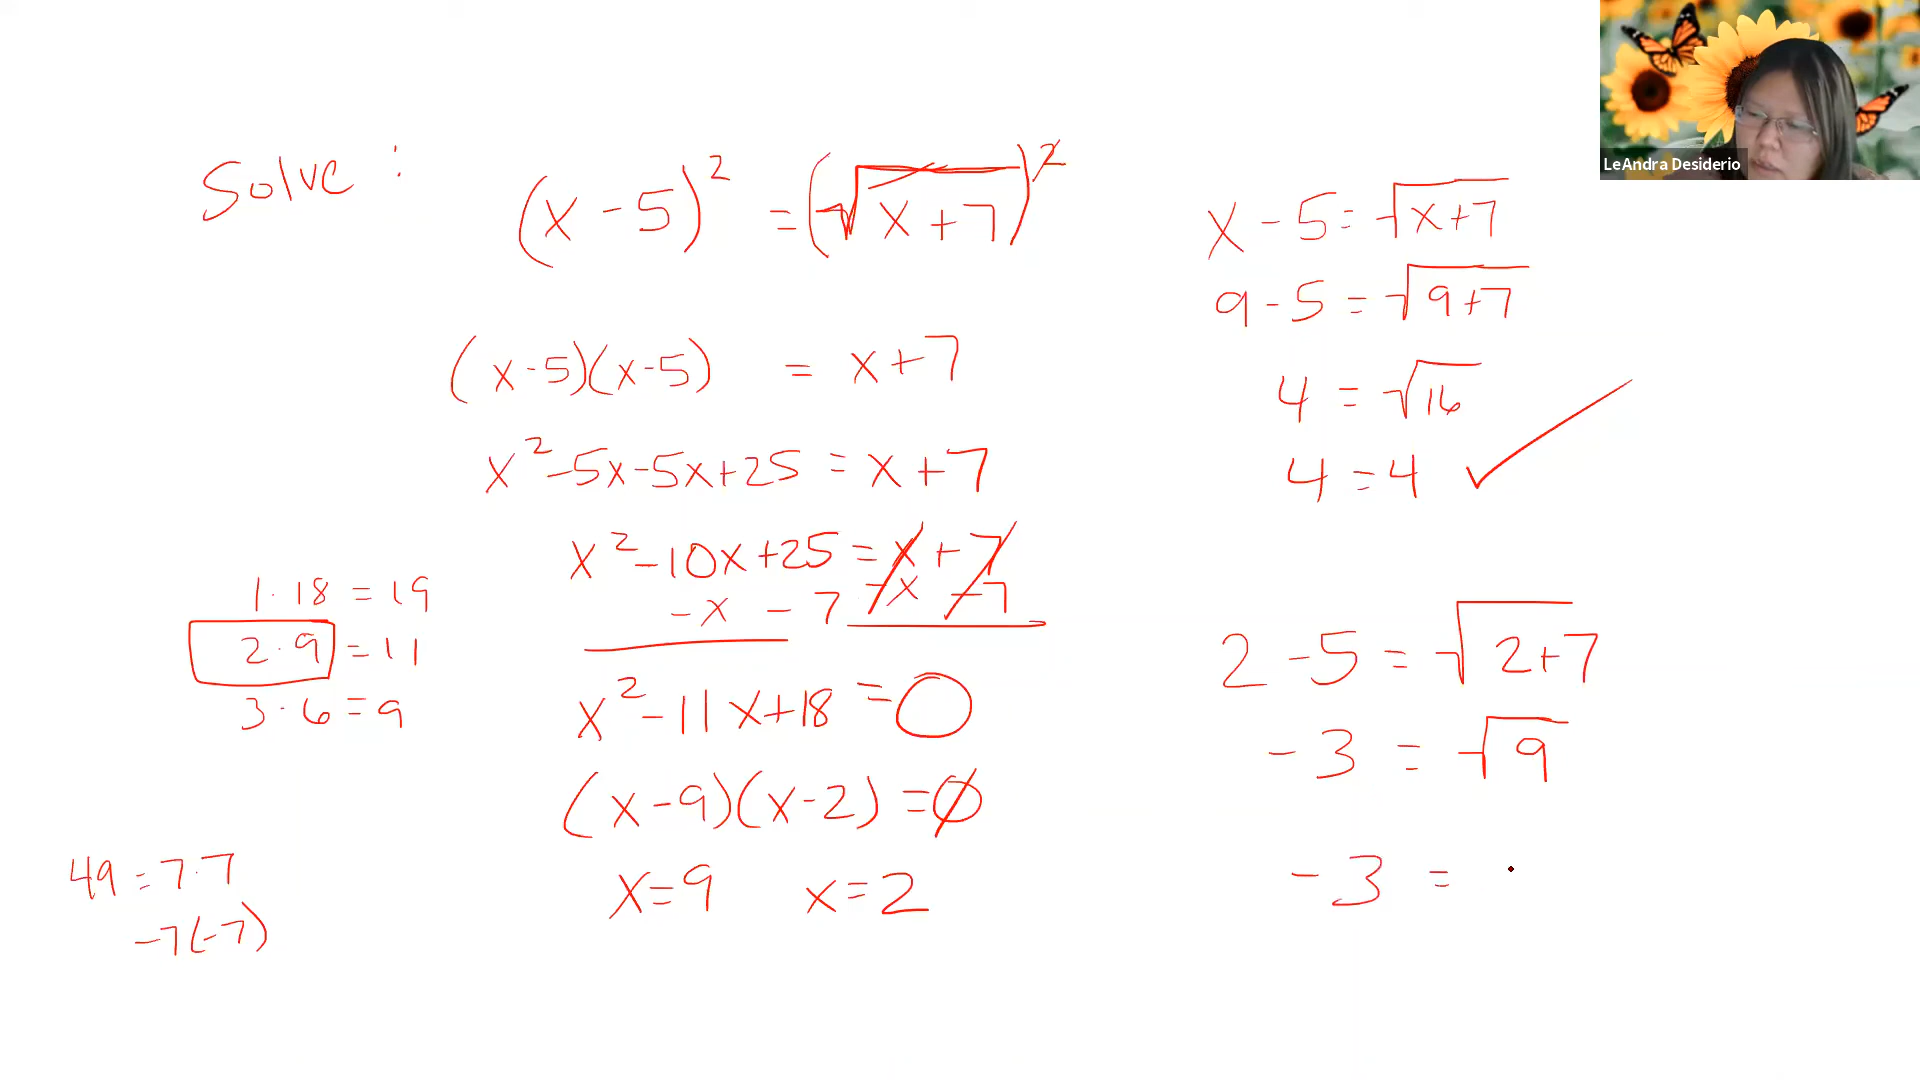 LeAndra Desiderio
Solve :
(x - 5)² = (√x + 7)²
(x - 5)(x - 5) = x + 7
x² - 5x - 5x + 25 = x + 7
x² - 10x + 25 = x + 7
- x - 7 - x - 7
x² - 11x + 18 = 0
(x - 9)(x - 2) = 0
x = 9 x = 2
1 · 18 = 19
2 · 9 = 11
3 · 6 = 9
49 = 7 · 7
-7(-7)
x - 5 = √x + 7
9 - 5 = √9 + 7
4 = √16
4 = 4 ✓
2 - 5 = √2 + 7
- 3 = √9
- 3 =